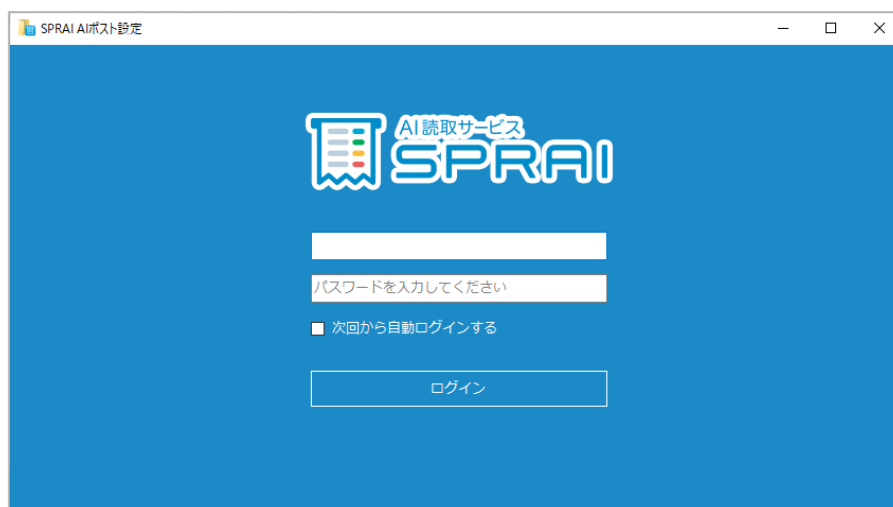 SPRAI AIポスト設定
AI読取サービス
SPRAI
パスワードを入力してください
次回から自動ログインする
ログイン